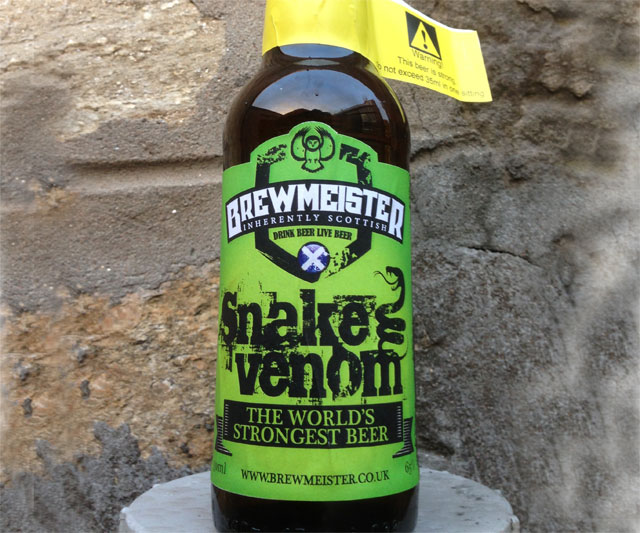 Warning!
This beer is strong
not exceed 35ml in one sitting
BREWMEISTER
INHERENTLY SCOTTISH
DRINK BEER LIVE BEER
snake
venom
THE WORLD'S
STRONGEST BEER
WWW.BREWMEISTER.CO.UK